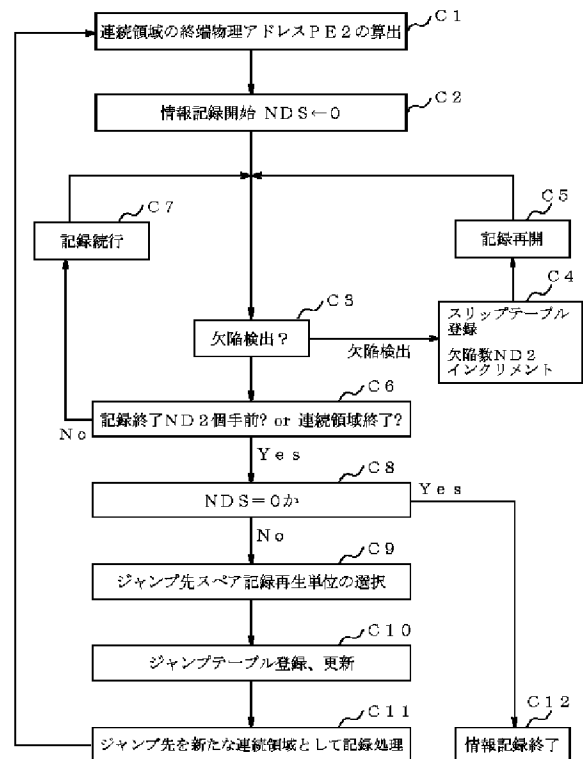 C1
連続領域の終端物理アドレスPE2の算出
C2
情報記録開始 NDS←0
C7
記録続行
C5
記録再開
C4
スリップテーブル
登録
欠陥数ND2
インクリメント
C3
欠陥検出?
欠陥検出
C6
記録終了ND2個手前? or 連続領域終了?
No
Yes
C8
NDS=0か
Yes
No
C9
ジャンプ先スペア記録再生単位の選択
C10
ジャンプテーブル登録、更新
C11
ジャンプ先を新たな連続領域として記録処理
C12
情報記録終了